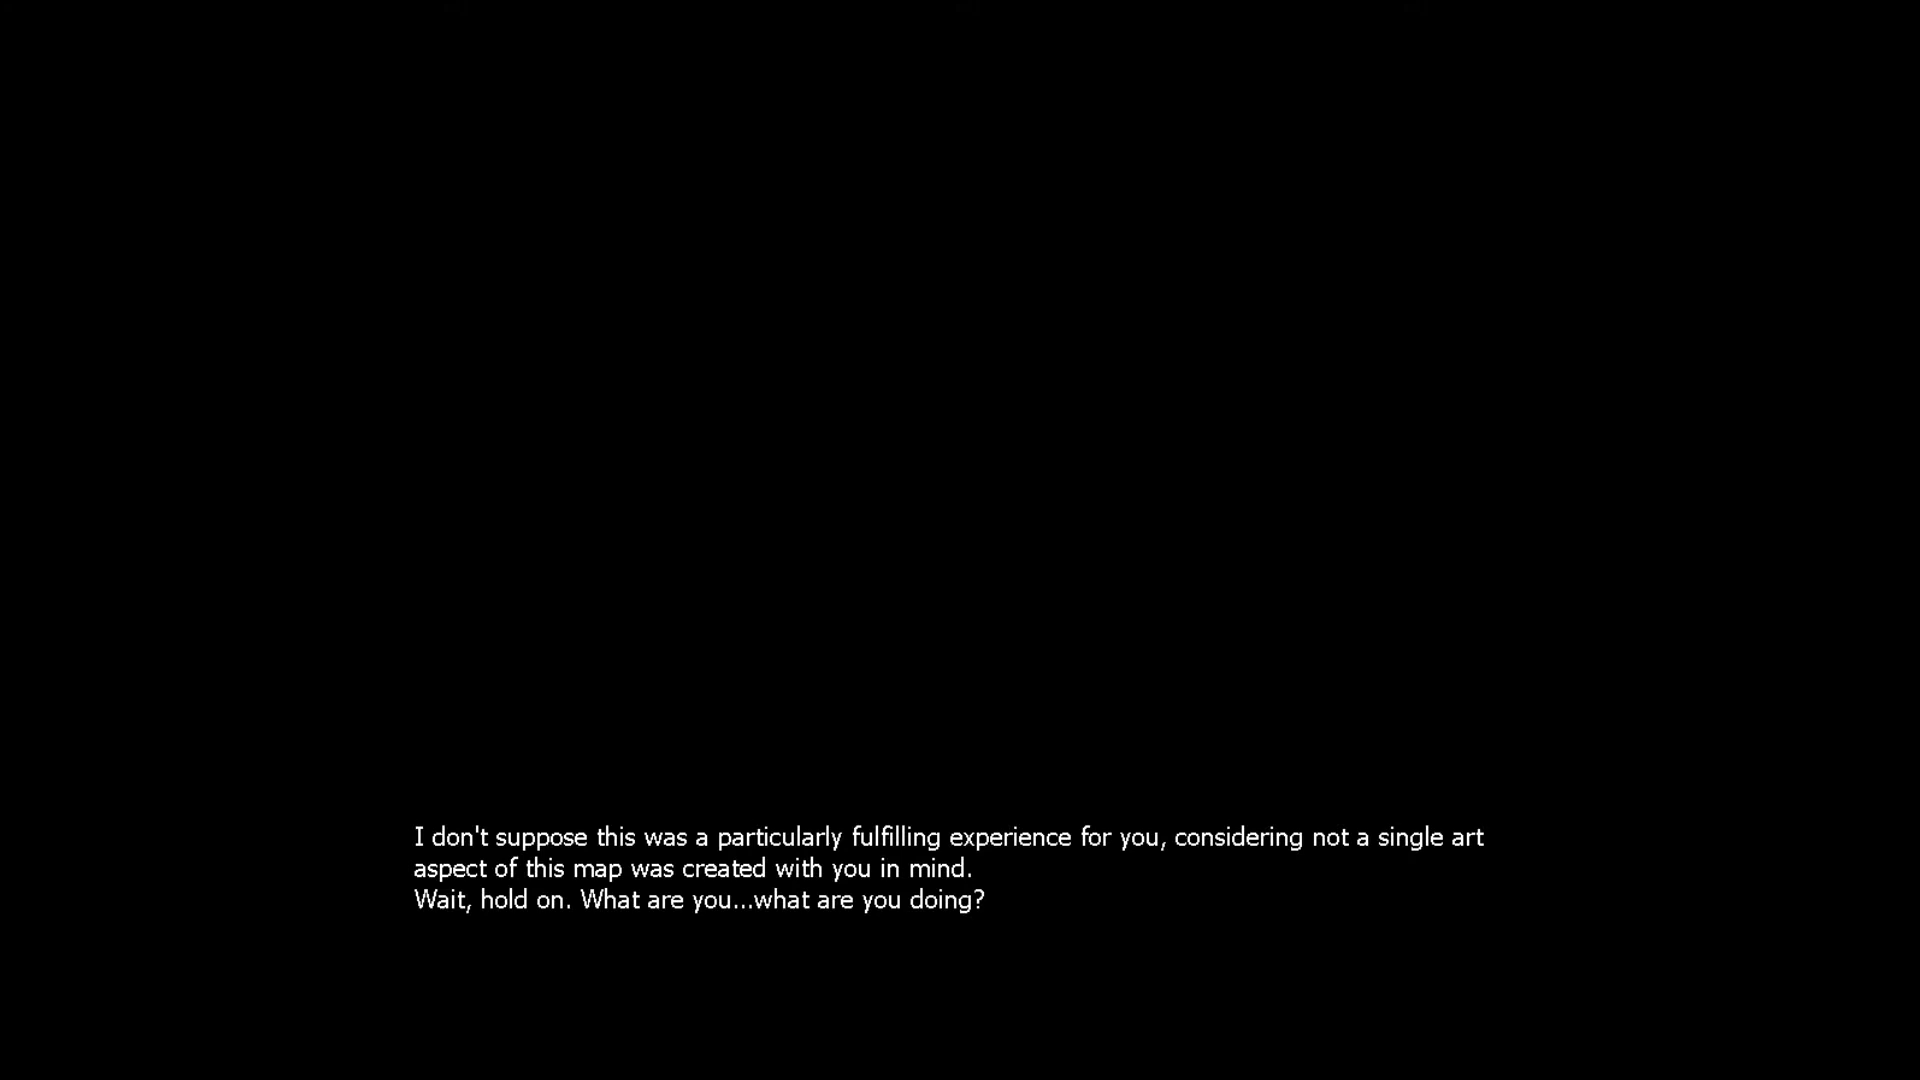 I don't suppose this was a particularly fulfilling experience for you, considering not a single art
aspect of this map was created with you in mind.
Wait, hold on. What are you...what are you doing?